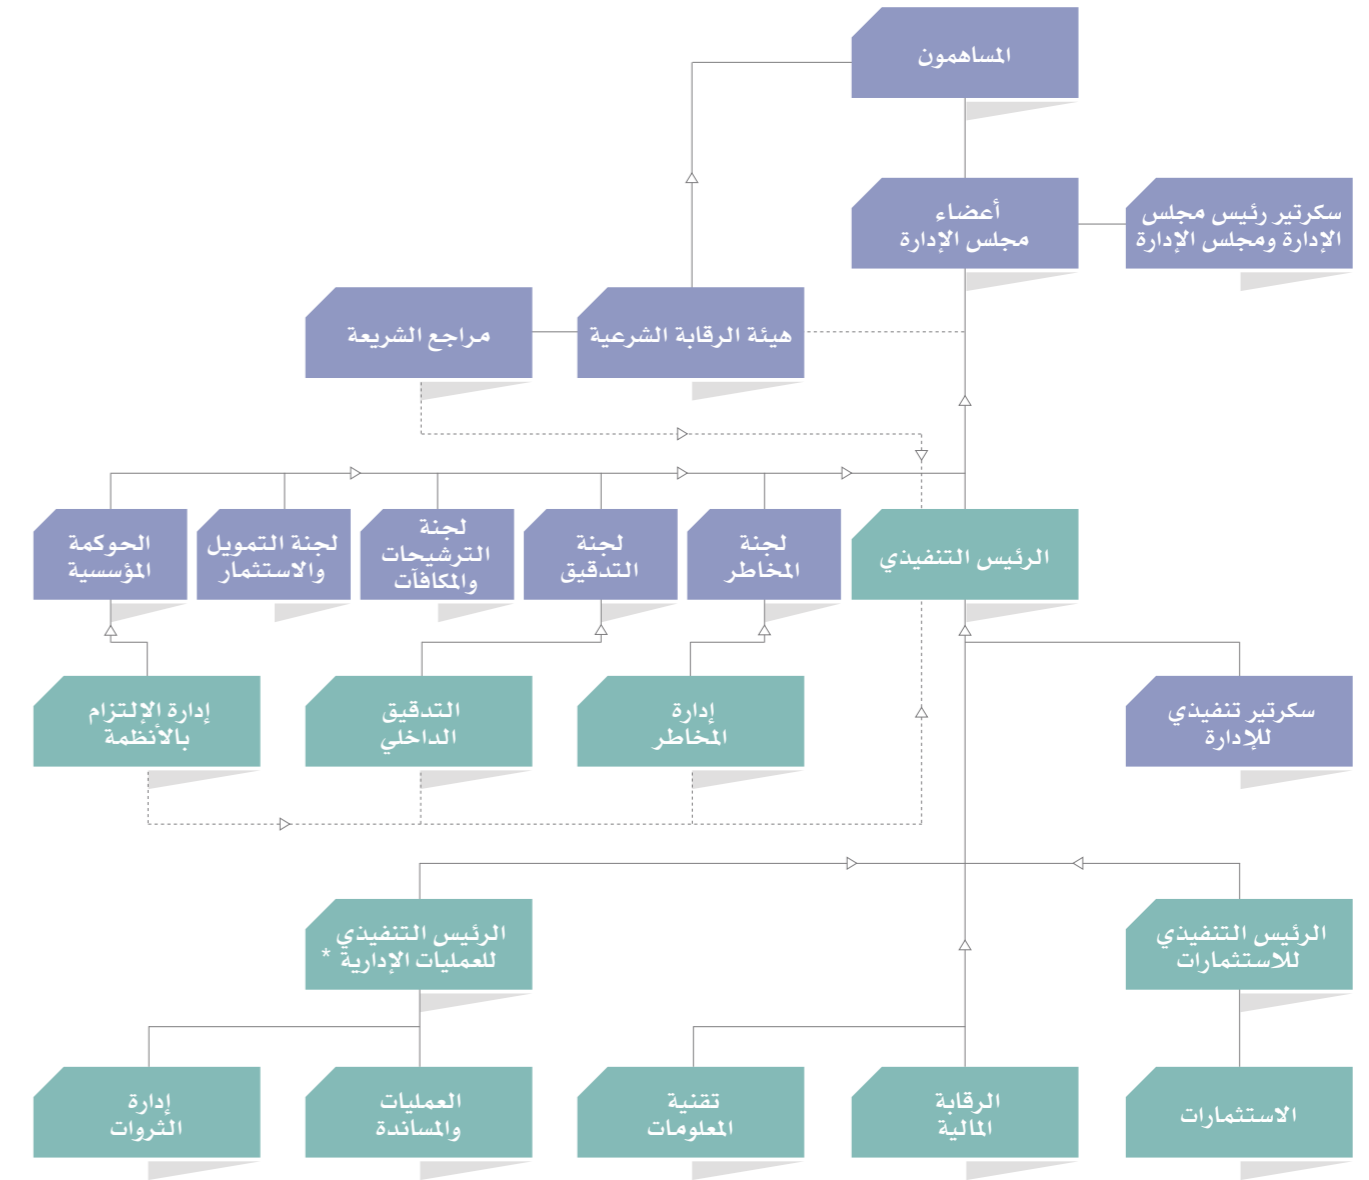 المساهمون
سكرتير رئيس مجلس
الإدارة ومجلس الإدارة
أعضاء
مجلس الإدارة
هيئة الرقابة الشرعية
مراجع الشريعة
الرئيس التنفيذي
لجنة
المخاطر
لجنة
التدقيق
لجنة
الترشيحات
والمكافآت
لجنة التمويل
والاستثمار
الحوكمة
المؤسسية
سكرتير تنفيذي
للإدارة
إدارة
المخاطر
التدقيق
الداخلي
إدارة الإلتزام
بالأنظمة
الرئيس التنفيذي
للاستثمارات
الرئيس التنفيذي
للعمليات الإدارية *
الاستثمارات
الرقابة
المالية
تقنية
المعلومات
العمليات
والمساندة
إدارة
الثروات